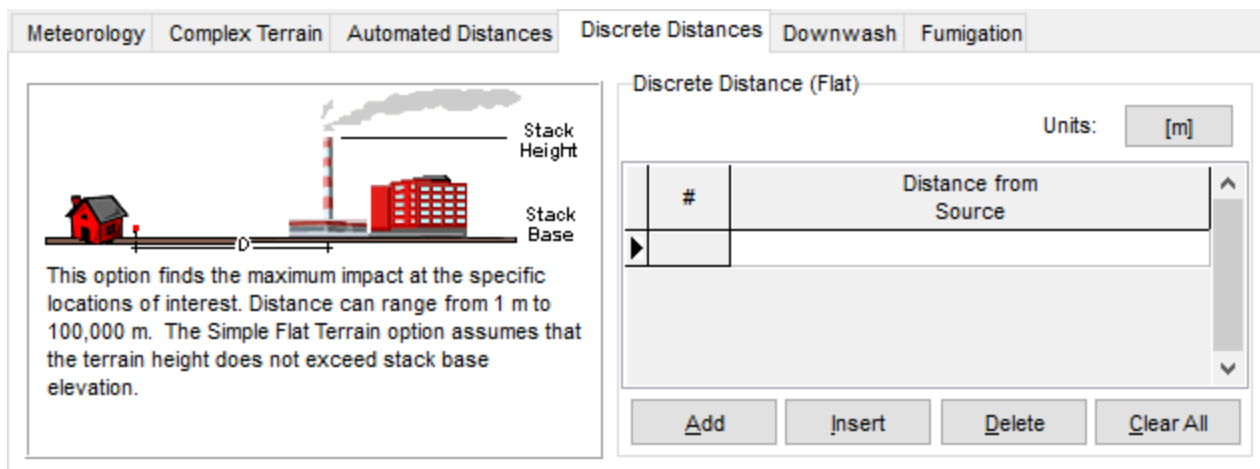 Meteorology Complex Terrain Automated Distances Discrete Distances Downwash Fumigation
Stack
Height
Stack
Base
D
This option finds the maximum impact at the specific
locations of interest. Distance can range from 1 m to
100,000 m. The Simple Flat Terrain option assumes that
the terrain height does not exceed stack base
elevation.
Discrete Distance (Flat)
Units: [m]
# Distance from
Source
Add Insert Delete Clear All